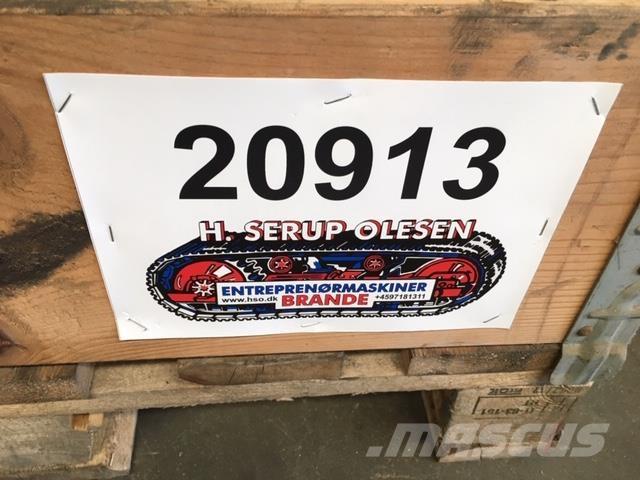 20913
H. SERUP OLESEN
ENTREPRENØRMASKINER
www.hso.dk BRANDE +4597181311
MASCUS